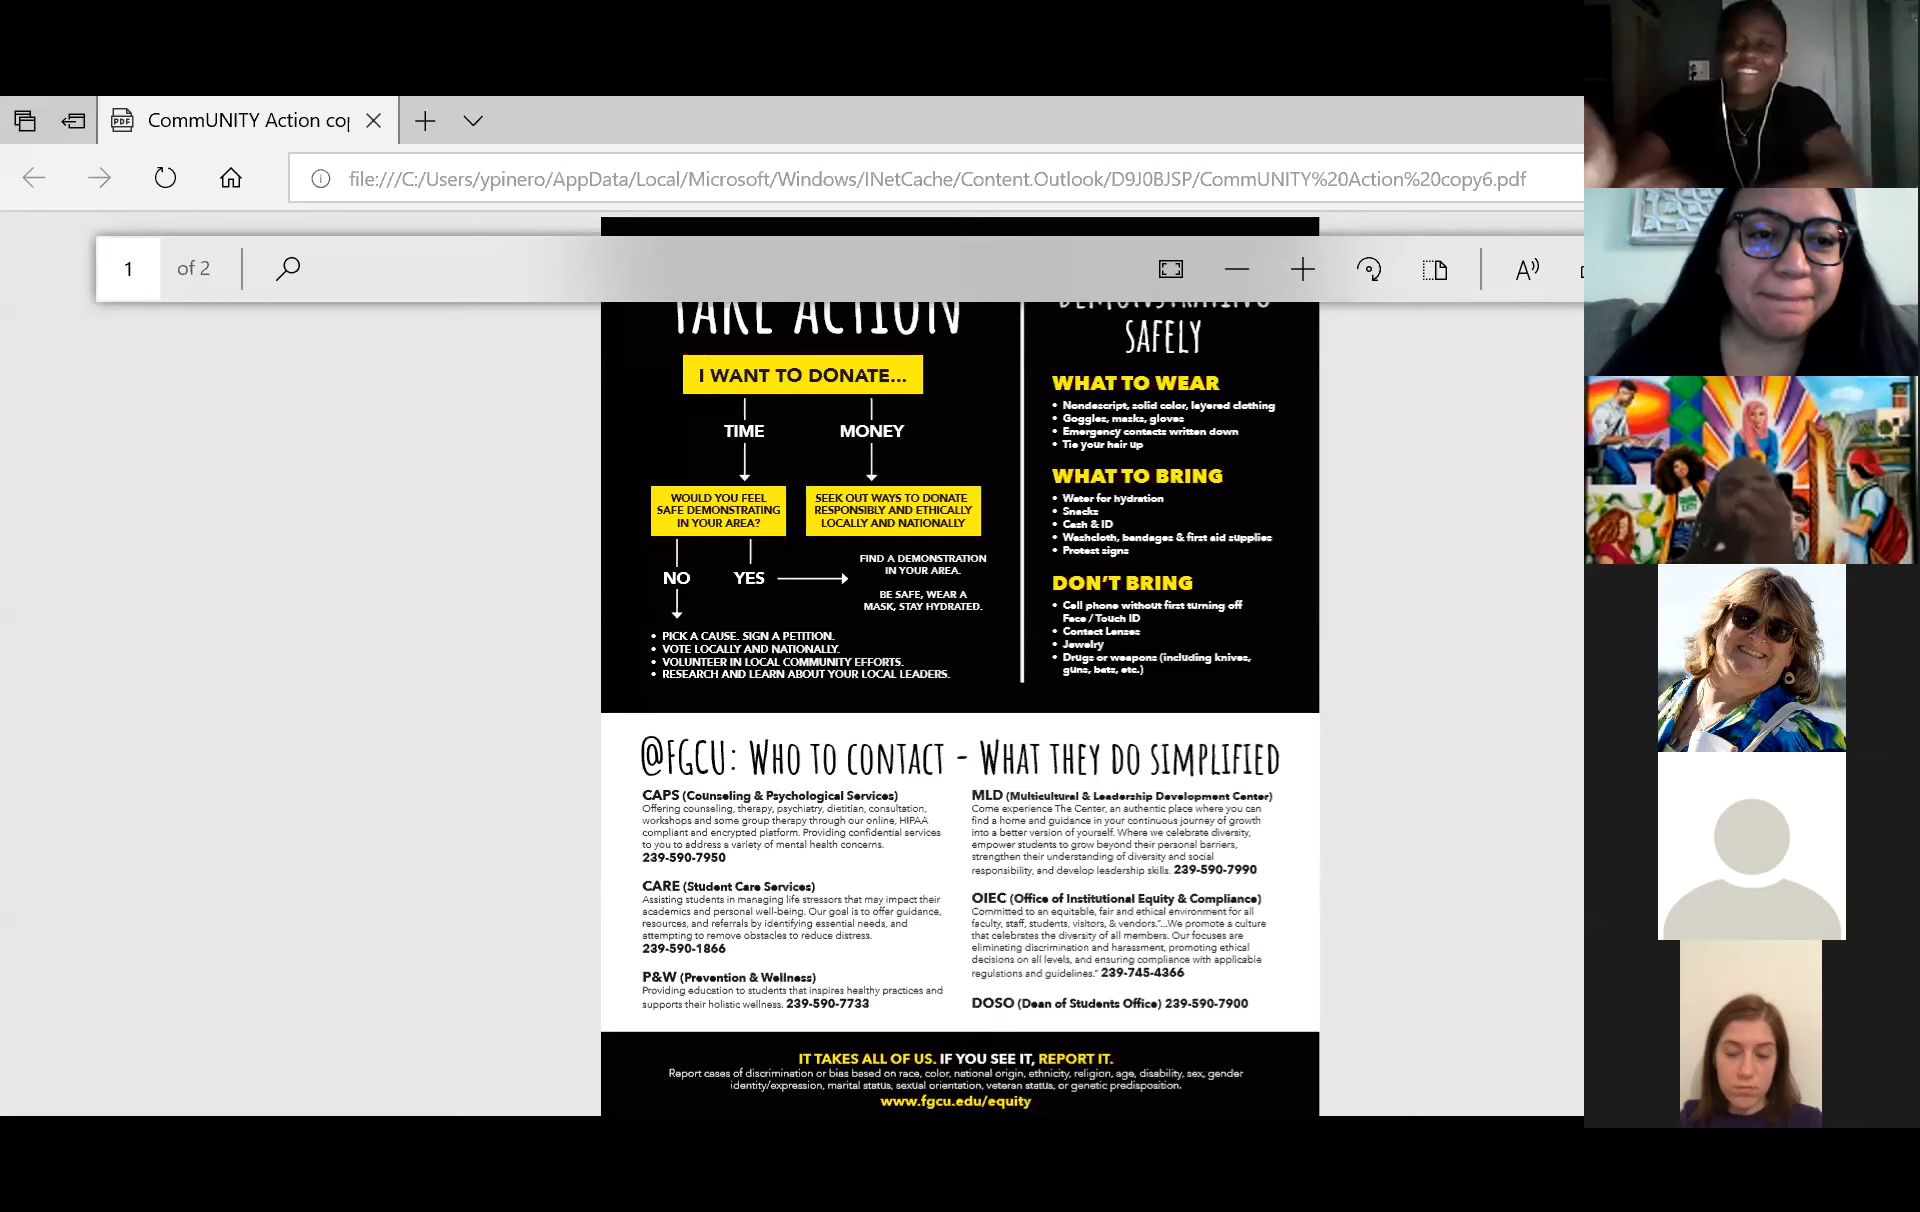 CommUNITY Action co
file:///C:/Users/ypinero/AppData/Local/Microsoft/Windows/INetCache/Content.Outlook/D9J0BJSP/CommUNITY%20Action%20copy6.pdf
1 of 2
TAKE ACTION
I WANT TO DONATE...
TIME
MONEY
WOULD YOU FEEL
SAFE DEMONSTRATING
IN YOUR AREA?
SEEK OUT WAYS TO DONATE
RESPONSIBLY AND ETHICALLY
LOCALLY AND NATIONALLY
NO
YES
FIND A DEMONSTRATION
IN YOUR AREA.
BE SAFE, WEAR A
MASK, STAY HYDRATED.
• PICK A CAUSE. SIGN A PETITION.
• VOTE LOCALLY AND NATIONALLY.
• VOLUNTEER IN LOCAL COMMUNITY EFFORTS.
• RESEARCH AND LEARN ABOUT YOUR LOCAL LEADERS.
DEMONSTRATING
SAFELY
WHAT TO WEAR
• Nondescript, solid color, layered clothing
• Goggles, masks, gloves
• Emergency contacts written down
• Tie your hair up
WHAT TO BRING
• Water for hydration
• Snacks
• Cash & ID
• Washcloth, bandages & first aid supplies
• Protest signs
DON'T BRING
• Cell phone without first turning off
Face / Touch ID
• Contact Lenses
• Jewelry
• Drugs or weapons (including knives,
guns, bats, etc.)
@FGCU: WHO TO CONTACT - WHAT THEY DO SIMPLIFIED
CAPS (Counseling & Psychological Services)
Offering counseling, therapy, psychiatry, dietitian, consultation,
workshops and some group therapy through our online, HIPAA
compliant and encrypted platform. Providing confidential services
to you to address a variety of mental health concerns.
239-590-7950
CARE (Student Care Services)
Assisting students in managing life stressors that may impact their
academics and personal well-being. Our goal is to offer guidance,
resources, and referrals by identifying essential needs, and
attempting to remove obstacles to reduce distress.
239-590-1866
P&W (Prevention & Wellness)
Providing education to students that inspires healthy practices and
supports their holistic wellness. 239-590-7733
MLD (Multicultural & Leadership Development Center)
Come experience The Center, an authentic place where you can
find a home and guidance in your continuous journey of growth
into a better version of yourself. Where we celebrate diversity,
empower students to grow beyond their personal barriers,
strengthen their understanding of diversity and social
responsibility, and develop leadership skills. 239-590-7990
OIEC (Office of Institutional Equity & Compliance)
Committed to an equitable, fair and ethical environment for all
faculty, staff, students, visitors, & vendors."...We promote a culture
that celebrates the diversity of all members. Our focuses are
eliminating discrimination and harassment, promoting ethical
decisions on all levels, and ensuring compliance with applicable
regulations and guidelines." 239-745-4366
DOSO (Dean of Students Office) 239-590-7900
IT TAKES ALL OF US. IF YOU SEE IT, REPORT IT.
Report cases of discrimination or bias based on race, color, national origin, ethnicity, religion, age, disability, sex, gender
identity/expression, marital status, sexual orientation, veteran status, or genetic predisposition.
www.fgcu.edu/equity